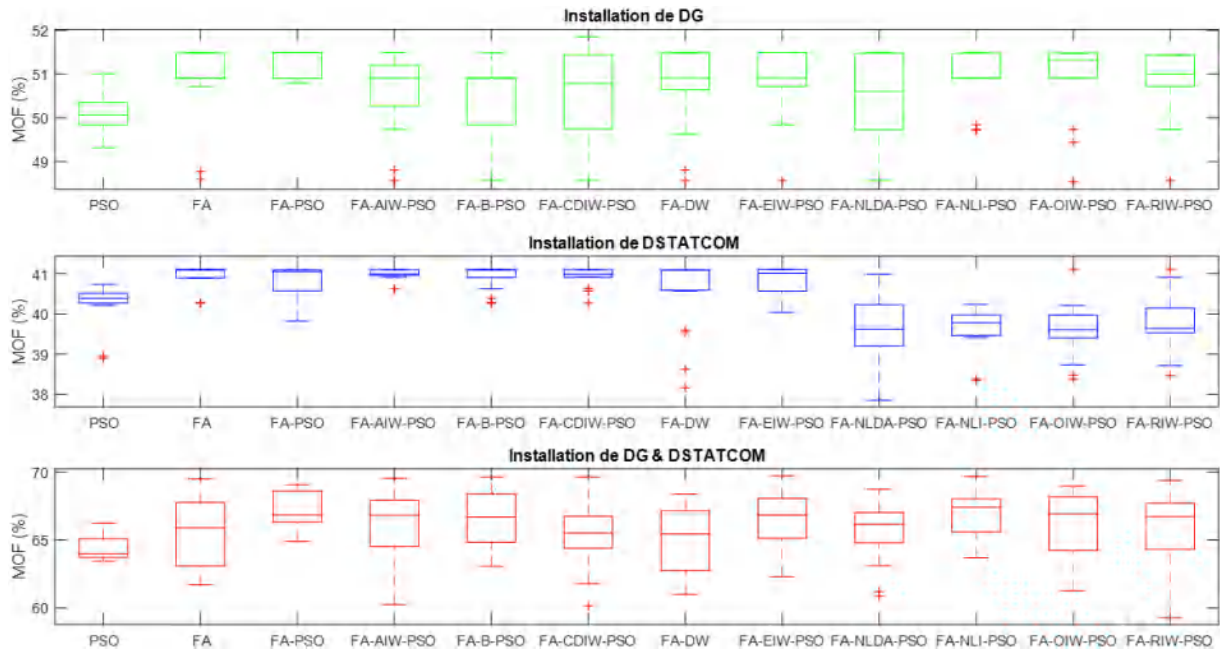 Installation de DG
MOF (%)
52
51
50
49
PSO FA FA-PSO FA-AIW-PSO FA-B-PSO FA-CDIW-PSO FA-DW FA-EIW-PSO FA-NLDA-PSO FA-NLI-PSO FA-OIW-PSO FA-RIW-PSO
Installation de DSTATCOM
MOF (%)
41
40
39
38
PSO FA FA-PSO FA-AIW-PSO FA-B-PSO FA-CDIW-PSO FA-DW FA-EIW-PSO FA-NLDA-PSO FA-NLI-PSO FA-OIW-PSO FA-RIW-PSO
Installation de DG & DSTATCOM
MOF (%)
70
65
60
PSO FA FA-PSO FA-AIW-PSO FA-B-PSO FA-CDIW-PSO FA-DW FA-EIW-PSO FA-NLDA-PSO FA-NLI-PSO FA-OIW-PSO FA-RIW-PSO